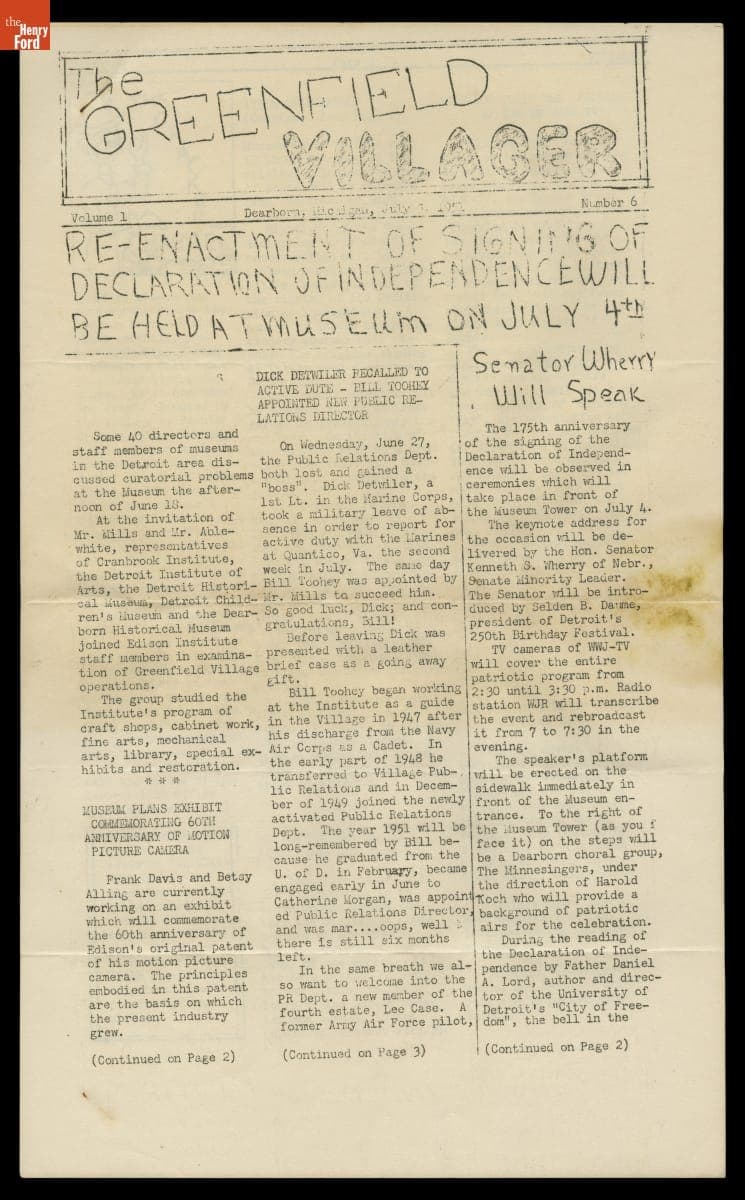 the
Henry
Ford
The
GREENFIELD
VILLAGER
Volume 1 Dearborn, Michigan, July 1951 Number 6
RE-ENACTMENT OF SIGNING OF
DECLARATION OF INDEPENDENCE WILL
BE HELD AT MUSEUM ON JULY 4th
Some 40 directors and
staff members of museums
in the Detroit area dis-
cussed curatorial problems
at the Museum the after-
noon of June 18.
At the invitation of
Mr. Mills and Mr. Able-
white, representatives
of Cranbrook Institute,
the Detroit Institute of
Arts, the Detroit Histori-
cal Museum, Detroit Child-
ren's Museum and the Dear-
born Historical Museum
joined Edison Institute
staff members in examina-
tion of Greenfield Village
operations.
The group studied the
Institute's program of
craft shops, cabinet work,
fine arts, mechanical
arts, library, special ex-
hibits and restoration.
* * *
MUSEUM PLANS EXHIBIT
COMMEMORATING 60TH
ANNIVERSARY OF MOTION
PICTURE CAMERA
Frank Davis and Betsy
Alling are currently
working on an exhibit
which will commemorate
the 60th anniversary of
Edison's original patent
of his motion picture
camera. The principles
embodied in this patent
are the basis on which
the present industry
grew.
(Continued on Page 2)
DICK DETWILER RECALLED TO
ACTIVE DUTE - BILL TOOHEY
APPOINTED NEW PUBLIC RE-
LATIONS DIRECTOR
On Wednesday, June 27,
the Public Relations Dept.
both lost and gained a
"boss". Dick Detwiler, a
1st Lt. in the Marine Corps,
took a military leave of ab-
sence in order to report for
active duty with the Marines
at Quantico, Va. the second
week in July. The same day
Bill Toohey was appointed by
Mr. Mills to succeed him.
So good luck, Dick; and con-
gratulations, Bill!
Before leaving Dick was
presented with a leather
brief case as a going away
gift.
Bill Toohey began working
at the Institute as a guide
in the Village in 1947 after
his discharge from the Navy
Air Corps as a Cadet. In
the early part of 1948 he
transferred to Village Pub-
lic Relations and in Decem-
ber of 1949 joined the newly
activated Public Relations
Dept. The year 1951 will be
long-remembered by Bill be-
cause he graduated from the
U. of D. in February, became
engaged early in June to
Catherine Morgan, was appoint
ed Public Relations Director,
and was mar....oops, well
there is still six months
left.
In the same breath we al-
so want to welcome into the
PR Dept. a new member of the
fourth estate, Lee Case. A
former Army Air Force pilot,
(Continued on Page 3)
Senator Wherry
Will Speak
The 175th anniversary
of the signing of the
Declaration of Independ-
ence will be observed in
ceremonies which will
take place in front of
the Museum Tower on July 4.
The keynote address for
the occasion will be de-
livered by the Hon. Senator
Kenneth S. Wherry of Nebr.,
Senate Minority Leader.
The Senator will be intro-
duced by Selden B. Daume,
president of Detroit's
250th Birthday Festival.
TV cameras of WWJ-TV
will cover the entire
patriotic program from
2:30 until 3:30 p.m. Radio
station WJR will transcribe
the event and rebroadcast
it from 7 to 7:30 in the
evening.
The speaker's platform
will be erected on the
sidewalk immediately in
front of the Museum en-
trance. To the right of
the Museum Tower (as you f
face it) on the steps will
be a Dearborn choral group,
The Minnesingers, under
the direction of Harold
Koch who will provide a
background of patriotic
airs for the celebration.
During the reading of
the Declaration of Inde-
pendence by Father Daniel
A. Lord, author and direc-
tor of the University of
Detroit's "City of Free-
dom", the bell in the
(Continued on Page 2)